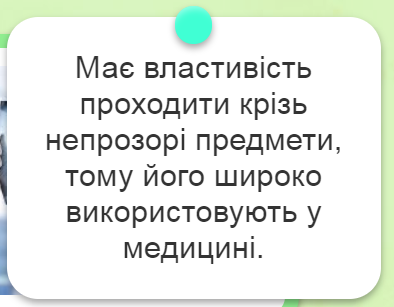 Має властивість
проходити крізь
непрозорі предмети,
тому його широко
використовують у
медицині.